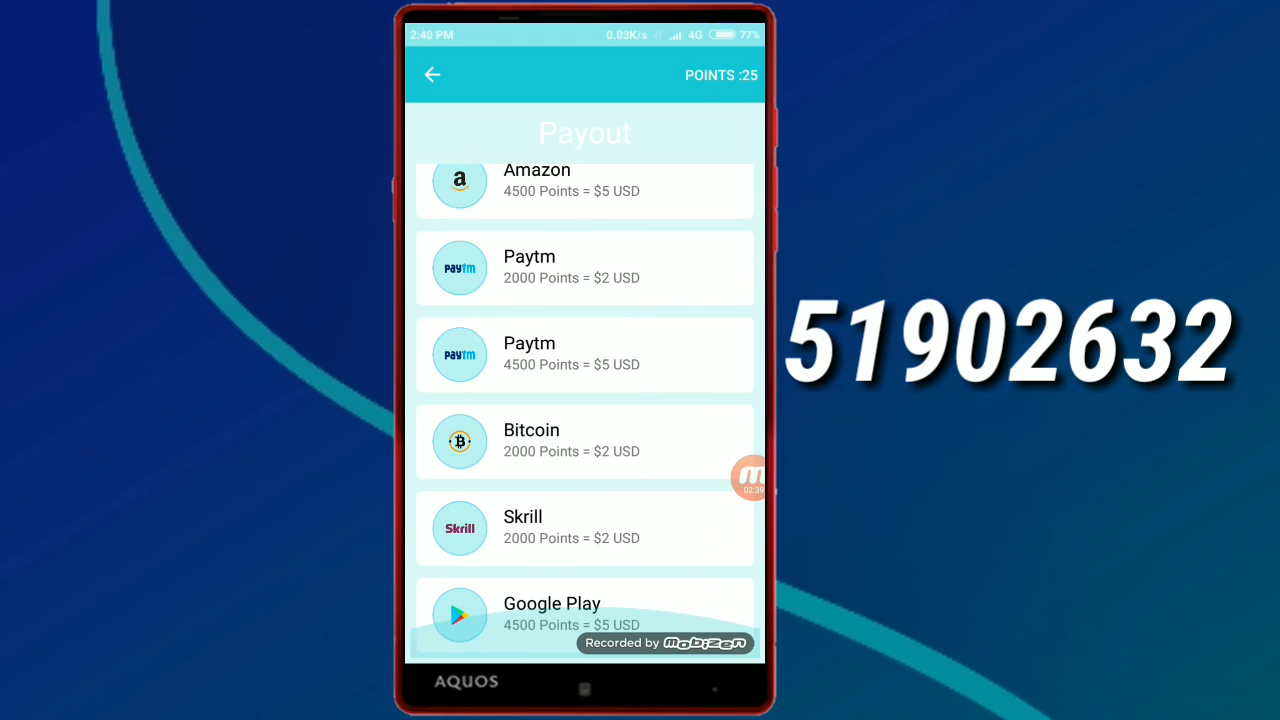 2:40 PM 0.03K/s 4G 77%
POINTS :25
Payout
a
Amazon
4500 Points = $5 USD
Paytm
Paytm
2000 Points = $2 USD
Paytm
Paytm
4500 Points = $5 USD
Bitcoin
2000 Points = $2 USD
Skrill
Skrill
2000 Points = $2 USD
Google Play
4500 Points = $5 USD
m
02:39
Recorded by mobizen
AQUOS
51902632